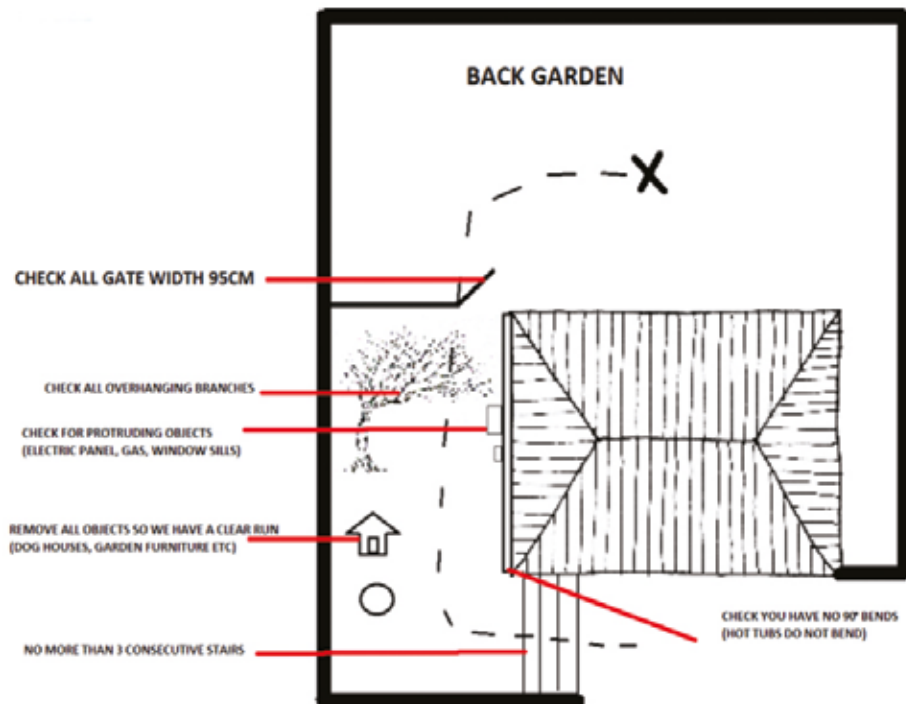 BACK GARDEN
CHECK ALL GATE WIDTH 95CM
CHECK ALL OVERHANGING BRANCHES
CHECK FOR PROTRUDING OBJECTS
(ELECTRIC PANEL, GAS, WINDOW SILLS)
REMOVE ALL OBJECTS SO WE HAVE A CLEAR RUN
(DOG HOUSES, GARDEN FURNITURE ETC)
CHECK YOU HAVE NO 90° BENDS
(HOT TUBS DO NOT BEND)
NO MORE THAN 3 CONSECUTIVE STAIRS